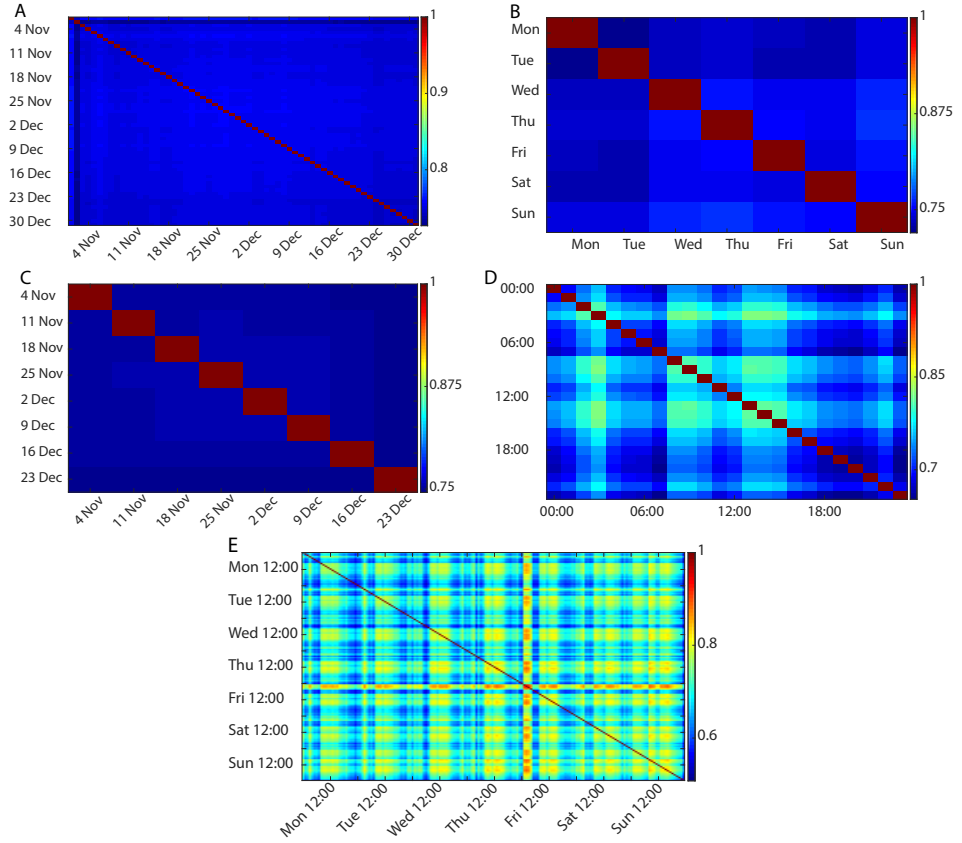 A
4 Nov
11 Nov
18 Nov
25 Nov
2 Dec
9 Dec
16 Dec
23 Dec
30 Dec
4 Nov
11 Nov
18 Nov
25 Nov
2 Dec
9 Dec
16 Dec
23 Dec
30 Dec
1
0.9
0.8
B
Mon
Tue
Wed
Thu
Fri
Sat
Sun
Mon
Tue
Wed
Thu
Fri
Sat
Sun
1
0.875
0.75
C
4 Nov
11 Nov
18 Nov
25 Nov
2 Dec
9 Dec
16 Dec
23 Dec
4 Nov
11 Nov
18 Nov
25 Nov
2 Dec
9 Dec
16 Dec
23 Dec
1
0.875
0.75
D
00:00
06:00
12:00
18:00
00:00
06:00
12:00
18:00
1
0.85
0.7
E
Mon 12:00
Tue 12:00
Wed 12:00
Thu 12:00
Fri 12:00
Sat 12:00
Sun 12:00
Mon 12:00
Tue 12:00
Wed 12:00
Thu 12:00
Fri 12:00
Sat 12:00
Sun 12:00
1
0.8
0.6